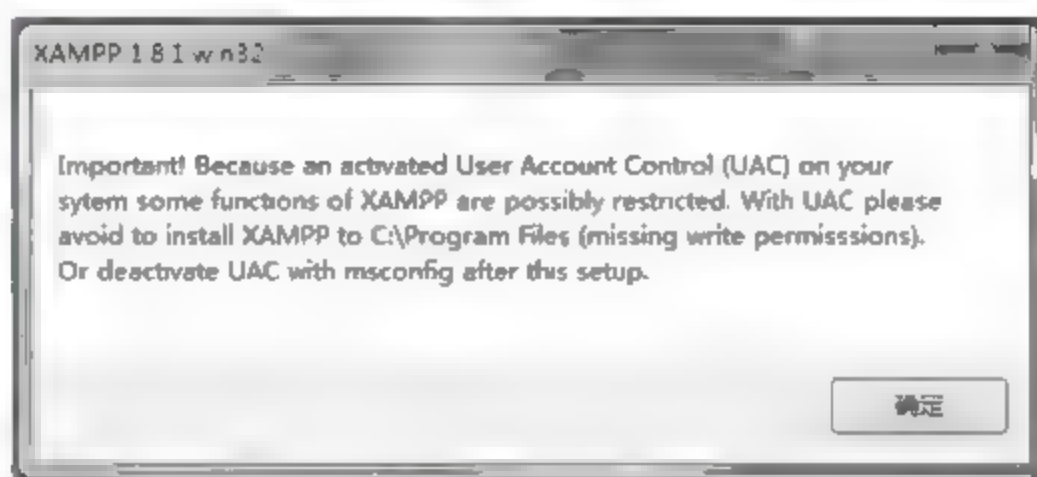 XAMPP 1.8.1 win32
Important! Because an activated User Account Control (UAC) on your
sytem some functions of XAMPP are possibly restricted. With UAC please
avoid to install XAMPP to C:\Program Files (missing write permisssions).
Or deactivate UAC with msconfig after this setup.
确定